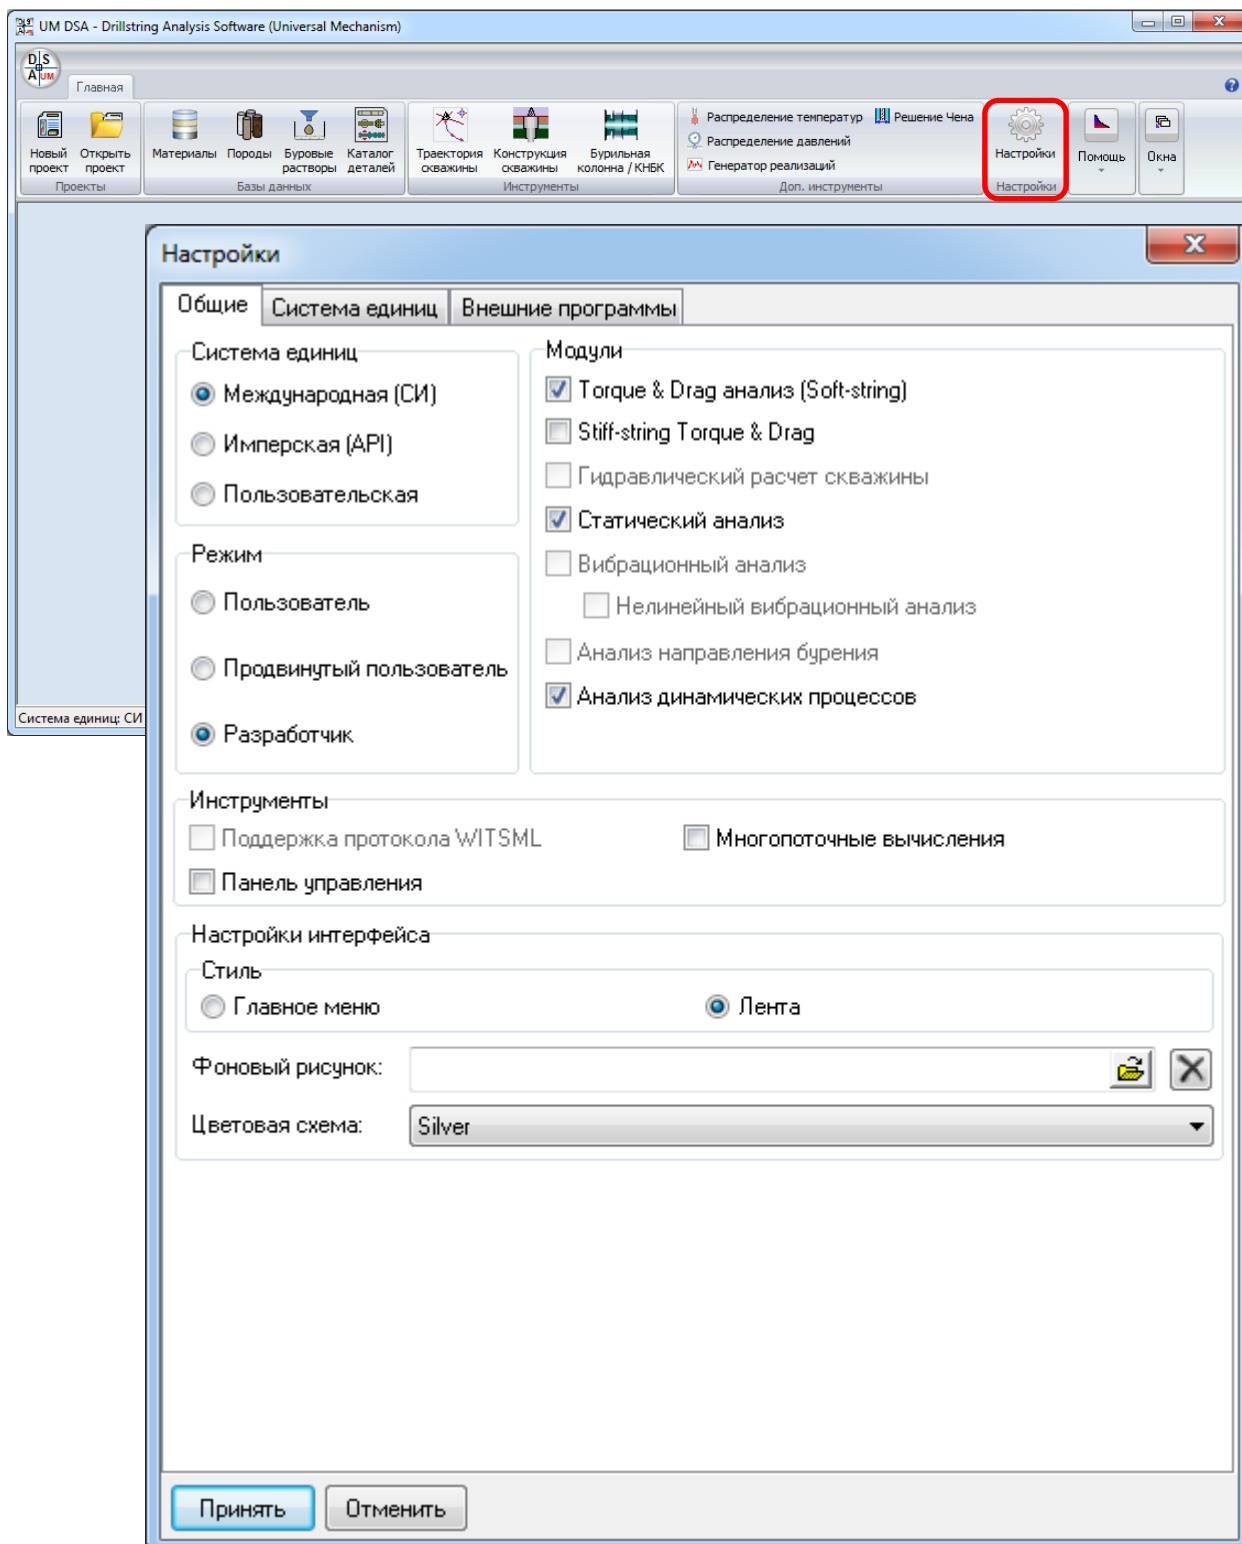 UM DSA - Drillstring Analysis Software (Universal Mechanism)
D S
A UM
Главная
Новый проект
Открыть проект
Проекты
Материалы
Породы
Буровые растворы
Каталог деталей
Базы данных
Траектория скважины
Конструкция скважины
Бурильная колонна / КНБК
Инструменты
Распределение температур
Решение Чена
Распределение давлений
Генератор реализаций
Доп. инструменты
Настройки
Настройки
Помощь
Окна
Настройки
Общие
Система единиц
Внешние программы
Система единиц
Международная (СИ)
Имперская (API)
Пользовательская
Режим
Пользователь
Продвинутый пользователь
Разработчик
Модули
Torque & Drag анализ (Soft-string)
Stiff-string Torque & Drag
Гидравлический расчет скважины
Статический анализ
Вибрационный анализ
Нелинейный вибрационный анализ
Анализ направления бурения
Анализ динамических процессов
Инструменты
Поддержка протокола WITSML
Многопоточные вычисления
Панель управления
Настройки интерфейса
Стиль
Главное меню
Лента
Фоновый рисунок:
Цветовая схема:
Silver
Принять
Отменить
Система единиц: СИ